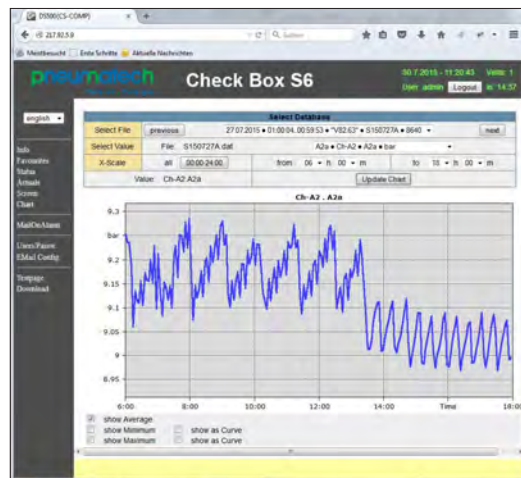 DS500(CS-COMP)
217.92.5.9
Suchen
Meistbesucht Erste Schritte Aktuelle Nachrichten
pneumatech
Check Box S6
30.7.2015 - 11:20:43 Visits: 1
User: admin Logout in: 14:37
english
Select Database
Select File previous 27.07.2015 • 01:00:04. 00:59:53 • "V82.63" • S150727A • 8640 next
Select Value File: S150727A.dat A2a • Ch-A2 • A2a • bar
X-Scale all 00:00-24:00 from 06 h 00 m to 18 h 00 m
Value: Ch-A2.A2a Update Chart
Info
Favourites
Status
Actuals
Screen
Chart
MailOnAlarm
EMail Config.
Testpage
Download
Ch-A2 . A2a
9.3
bar
9.2
9.15
9.1
9.05
9
8.95
6:00 8:00 10:00 12:00 14:00 Time 18:00
show Average
show Minimum show as Curve
show Maximum show as Curve